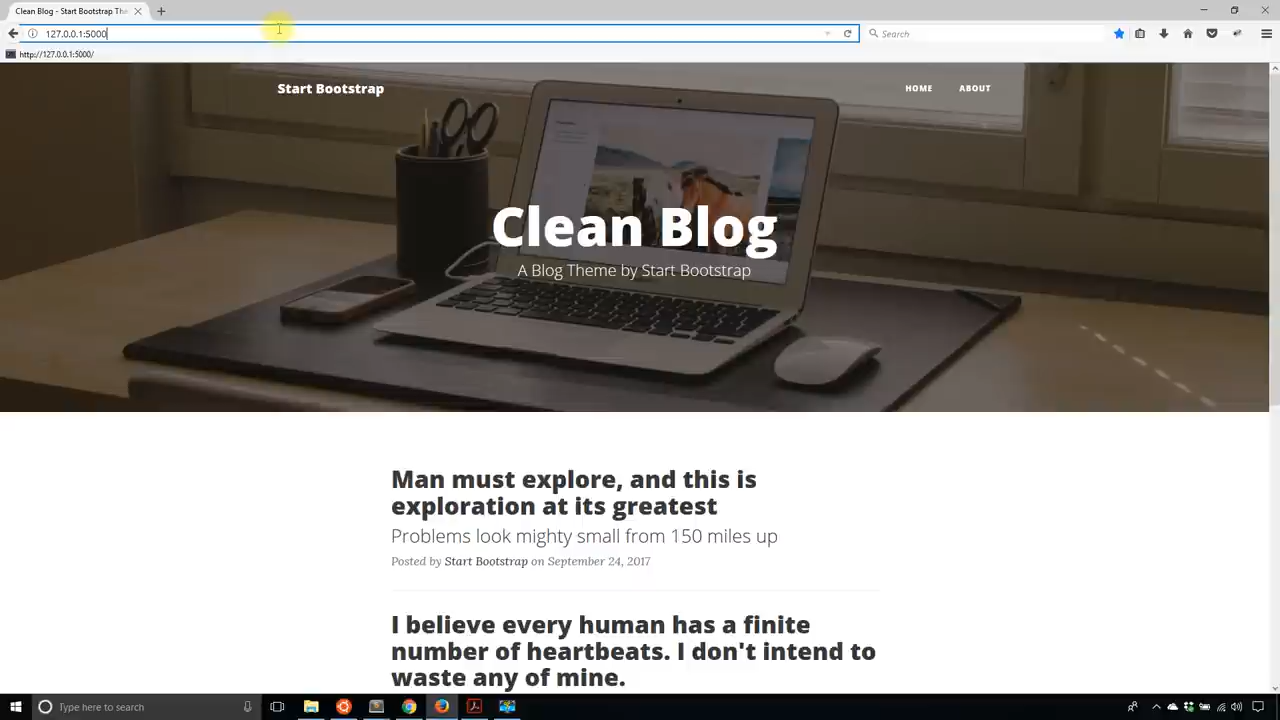 Clean Blog - Start Bootstrap The
127.0.0.1:5000
Search
http://127.0.0.1:5000/
Start Bootstrap
HOME
ABOUT
Clean Blog
A Blog Theme by Start Bootstrap
Man must explore, and this is
exploration at its greatest
Problems look mighty small from 150 miles up
Posted by Start Bootstrap on September 24, 2017
I believe every human has a finite
number of heartbeats. I don't intend to
waste any of mine.
Type here to search